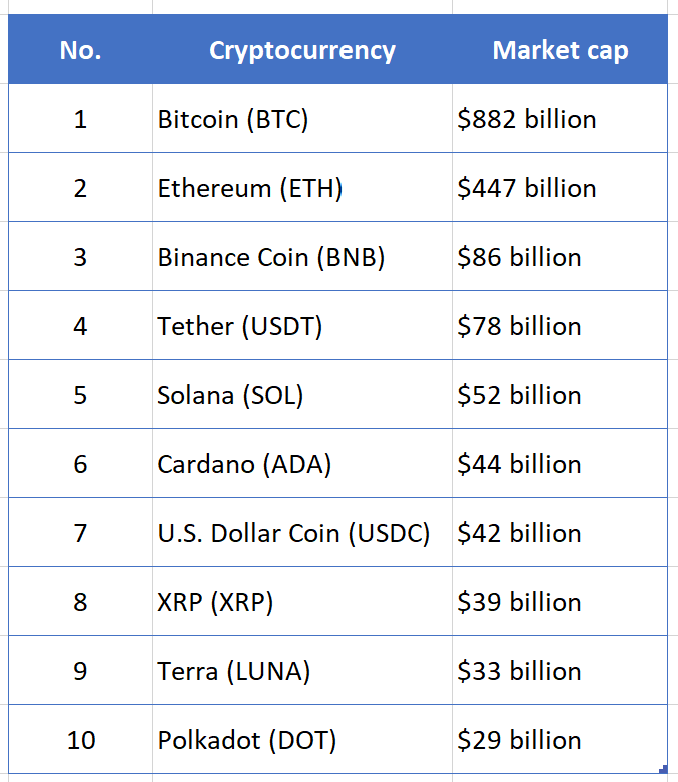 No. Cryptocurrency Market cap
1 Bitcoin (BTC) $882 billion
2 Ethereum (ETH) $447 billion
3 Binance Coin (BNB) $86 billion
4 Tether (USDT) $78 billion
5 Solana (SOL) $52 billion
6 Cardano (ADA) $44 billion
7 U.S. Dollar Coin (USDC) $42 billion
8 XRP (XRP) $39 billion
9 Terra (LUNA) $33 billion
10 Polkadot (DOT) $29 billion